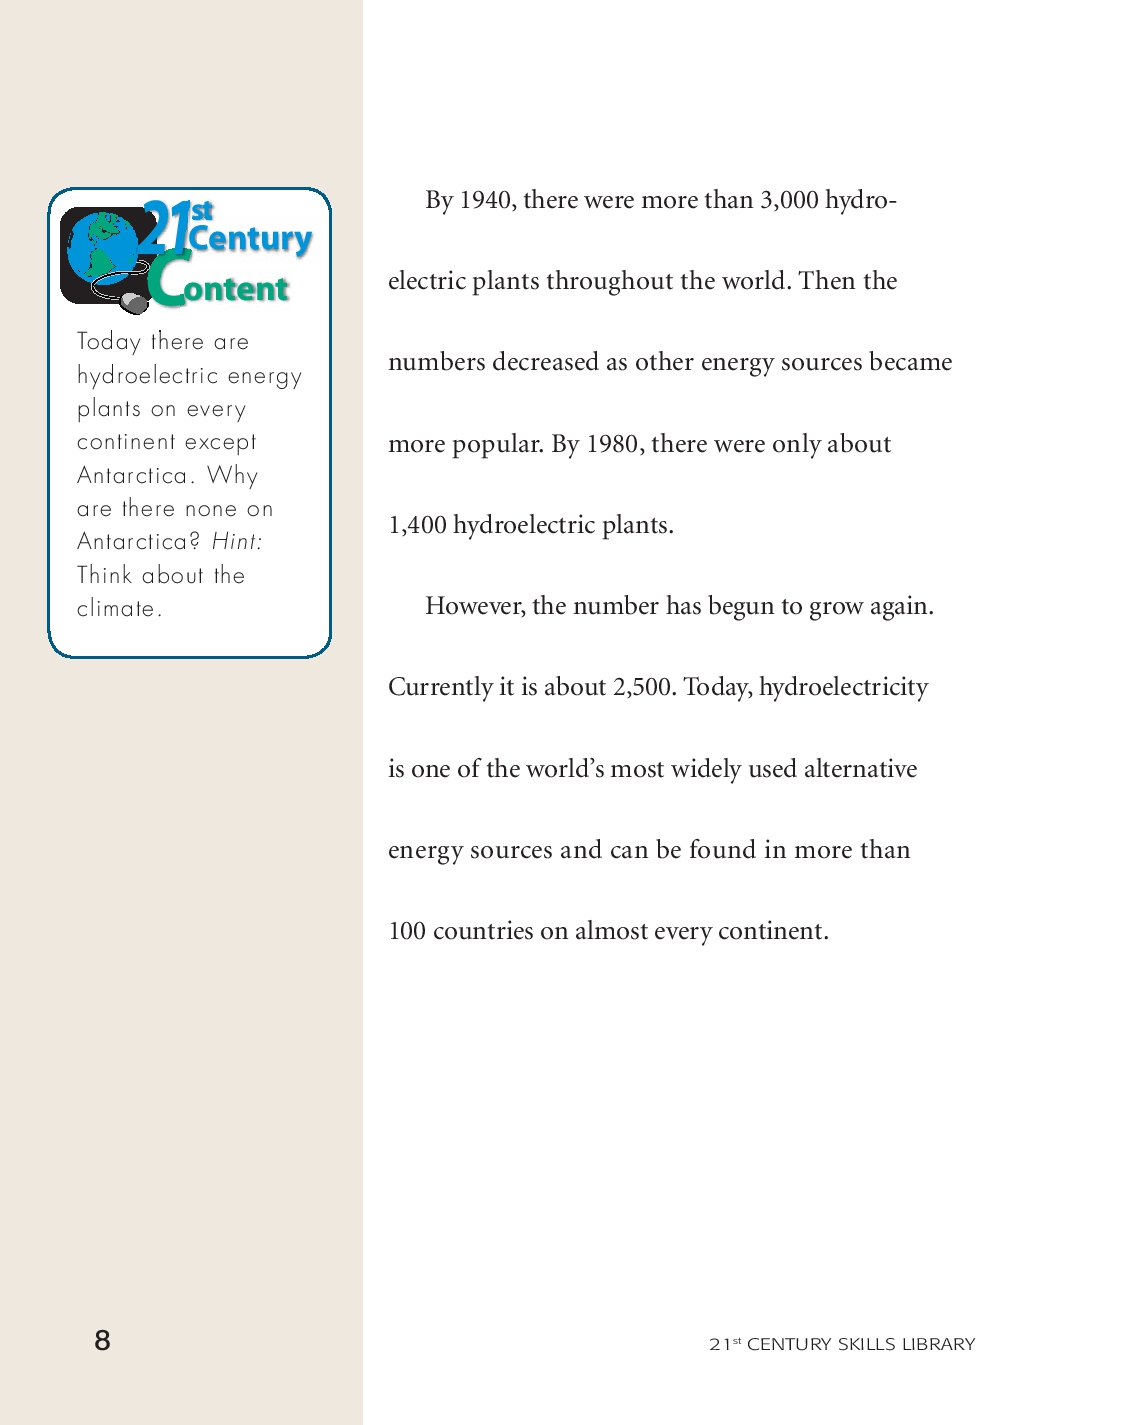 21st
Century
Content
Today there are
hydroelectric energy
plants on every
continent except
Antarctica. Why
are there none on
Antarctica? Hint:
Think about the
climate.
By 1940, there were more than 3,000 hydro-
electric plants throughout the world. Then the
numbers decreased as other energy sources became
more popular. By 1980, there were only about
1,400 hydroelectric plants.
However, the number has begun to grow again.
Currently it is about 2,500. Today, hydroelectricity
is one of the world’s most widely used alternative
energy sources and can be found in more than
100 countries on almost every continent.
8
21st CENTURY SKILLS LIBRARY